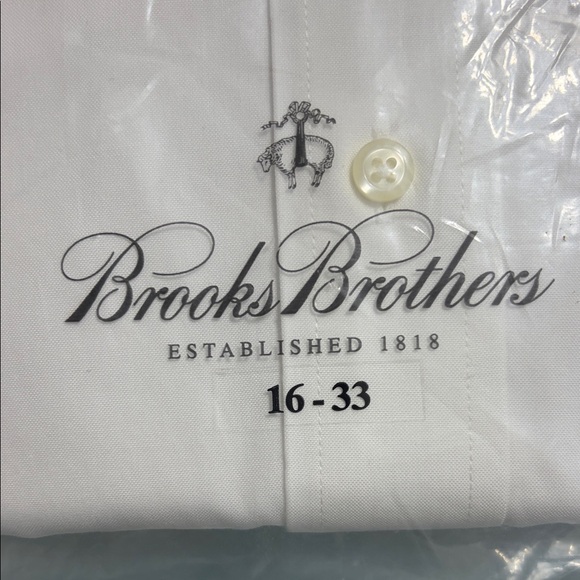 Brooks Brothers
ESTABLISHED 1818
16 - 33